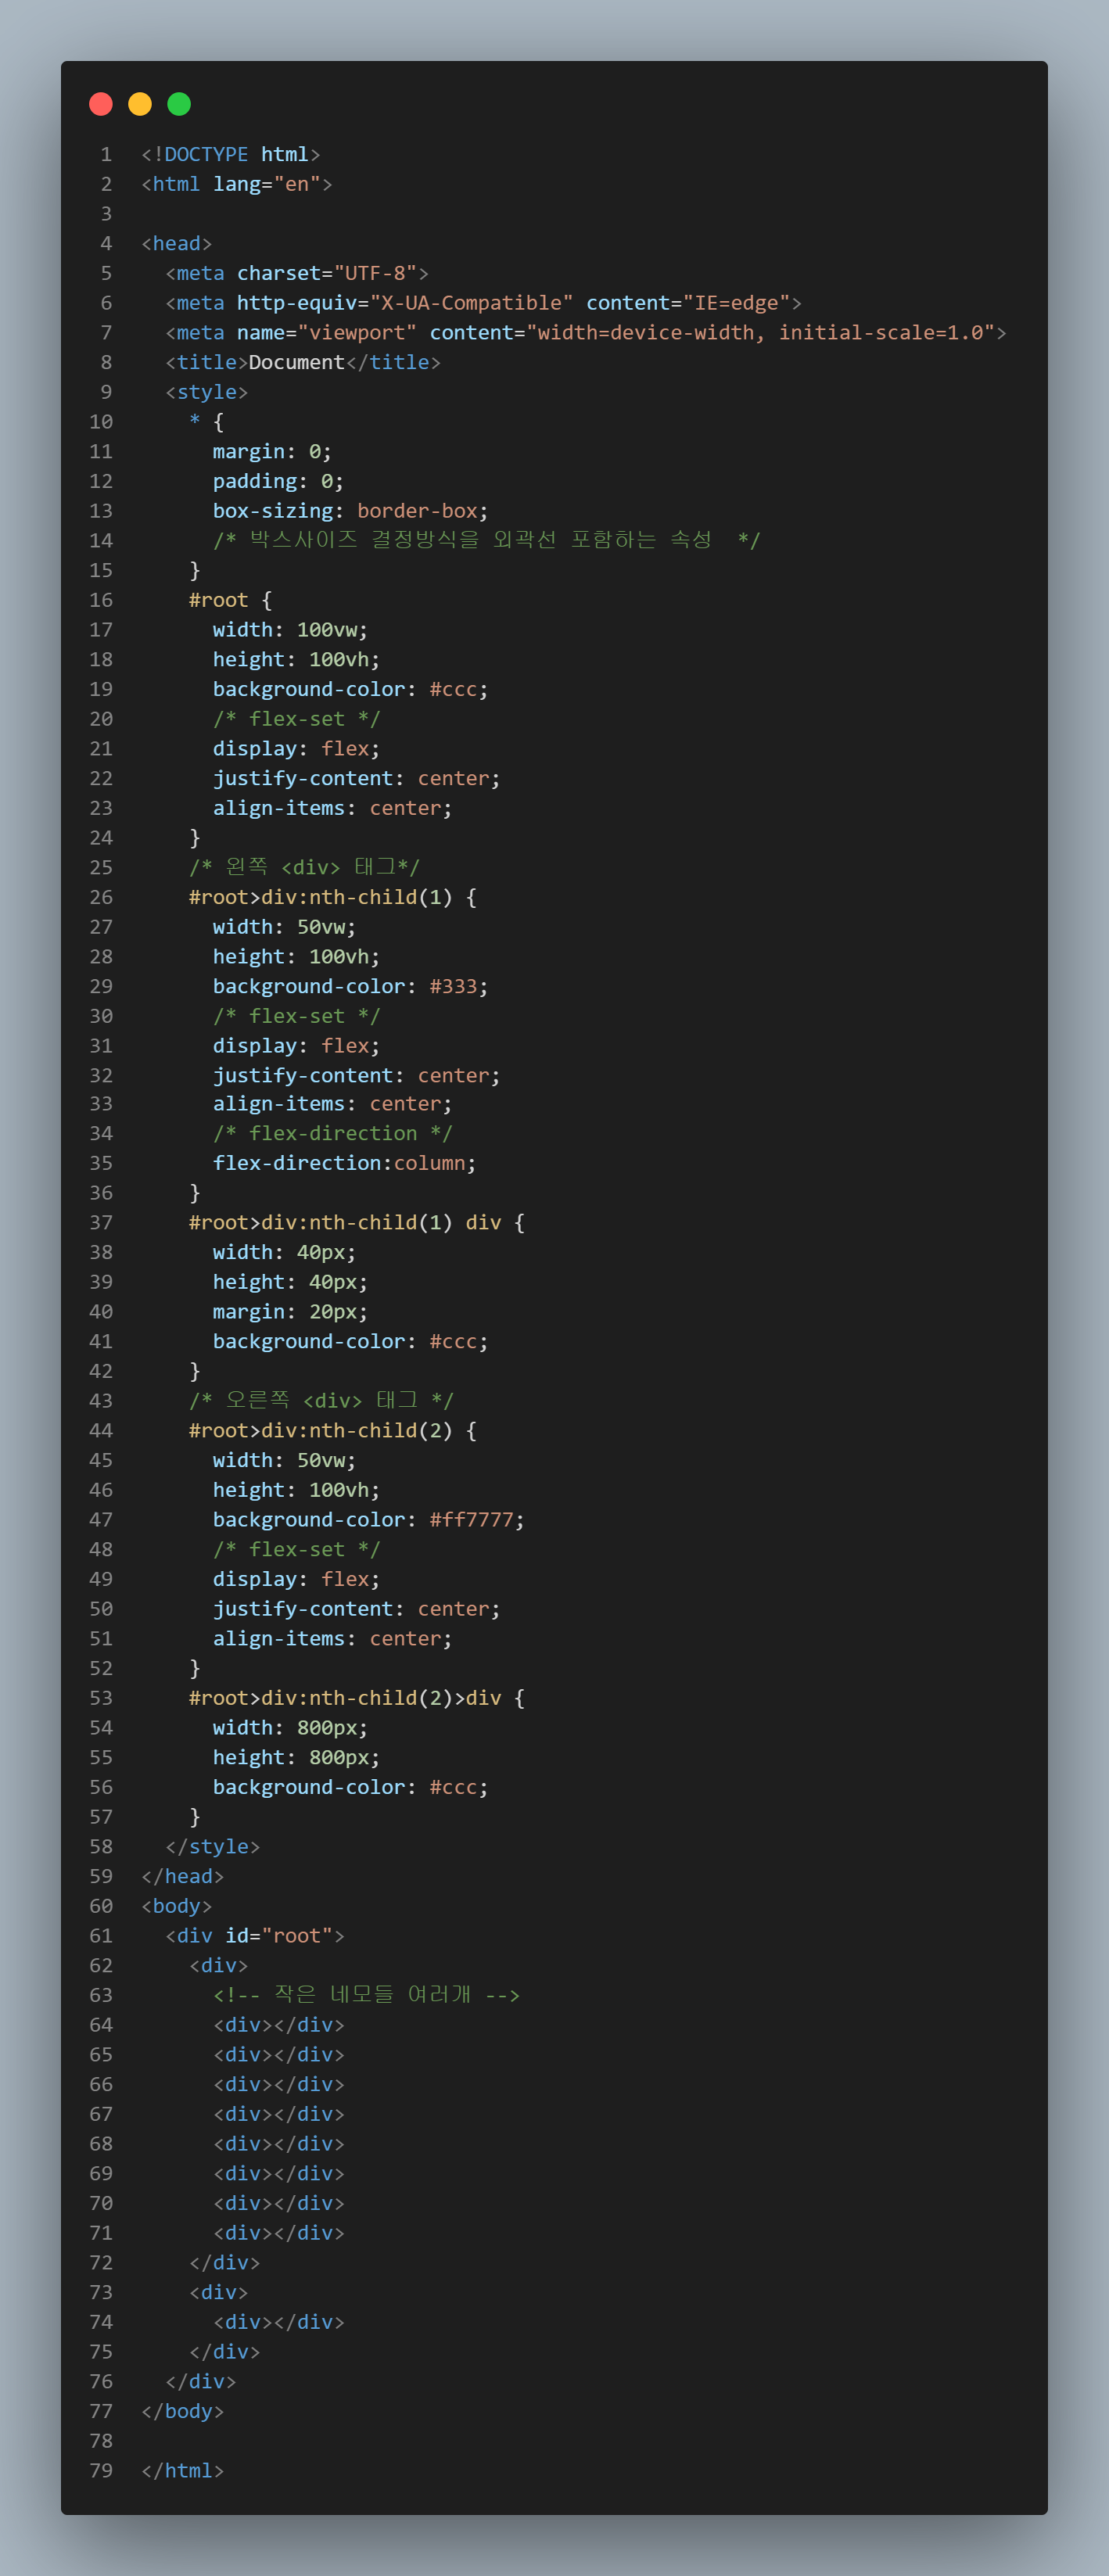 1 <!DOCTYPE html>
2 <html lang="en">
3
4 <head>
5   <meta charset="UTF-8">
6   <meta http-equiv="X-UA-Compatible" content="IE=edge">
7   <meta name="viewport" content="width=device-width, initial-scale=1.0">
8   <title>Document</title>
9   <style>
10     * {
11       margin: 0;
12       padding: 0;
13       box-sizing: border-box;
14       /* 박스사이즈 결정방식을 외곽선 포함하는 속성  */
15     }
16     #root {
17       width: 100vw;
18       height: 100vh;
19       background-color: #ccc;
20       /* flex-set */
21       display: flex;
22       justify-content: center;
23       align-items: center;
24     }
25     /* 왼쪽 <div> 태그*/
26     #root>div:nth-child(1) {
27       width: 50vw;
28       height: 100vh;
29       background-color: #333;
30       /* flex-set */
31       display: flex;
32       justify-content: center;
33       align-items: center;
34       /* flex-direction */
35       flex-direction:column;
36     }
37     #root>div:nth-child(1) div {
38       width: 40px;
39       height: 40px;
40       margin: 20px;
41       background-color: #ccc;
42     }
43     /* 오른쪽 <div> 태그 */
44     #root>div:nth-child(2) {
45       width: 50vw;
46       height: 100vh;
47       background-color: #ff7777;
48       /* flex-set */
49       display: flex;
50       justify-content: center;
51       align-items: center;
52     }
53     #root>div:nth-child(2)>div {
54       width: 800px;
55       height: 800px;
56       background-color: #ccc;
57     }
58   </style>
59 </head>
60 <body>
61   <div id="root">
62     <div>
63       <!-- 작은 네모들 여러개 -->
64       <div></div>
65       <div></div>
66       <div></div>
67       <div></div>
68       <div></div>
69       <div></div>
70       <div></div>
71       <div></div>
72     </div>
73     <div>
74       <div></div>
75     </div>
76   </div>
77 </body>
78
79 </html>